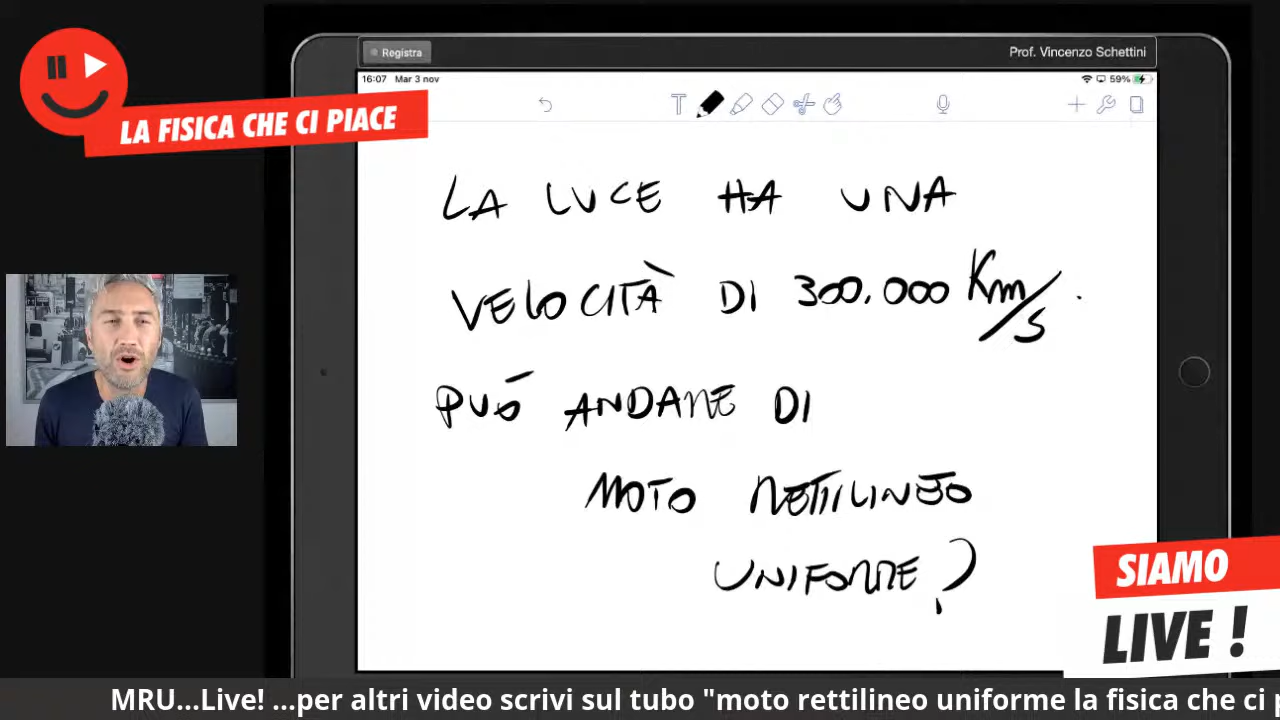 Registra
Prof. Vincenzo Schettini
16:07 Mar 3 nov
59%
LA FISICA CHE CI PIACE
LA LUCE HA UNA
VELOCITÀ DI 300.000 Km/s.
PUÓ ANDARE DI
MOTO RETTILINEO
UNIFORME?
SIAMO
LIVE !
MRU...Live! ...per altri video scrivi sul tubo "moto rettilineo uniforme la fisica che ci p